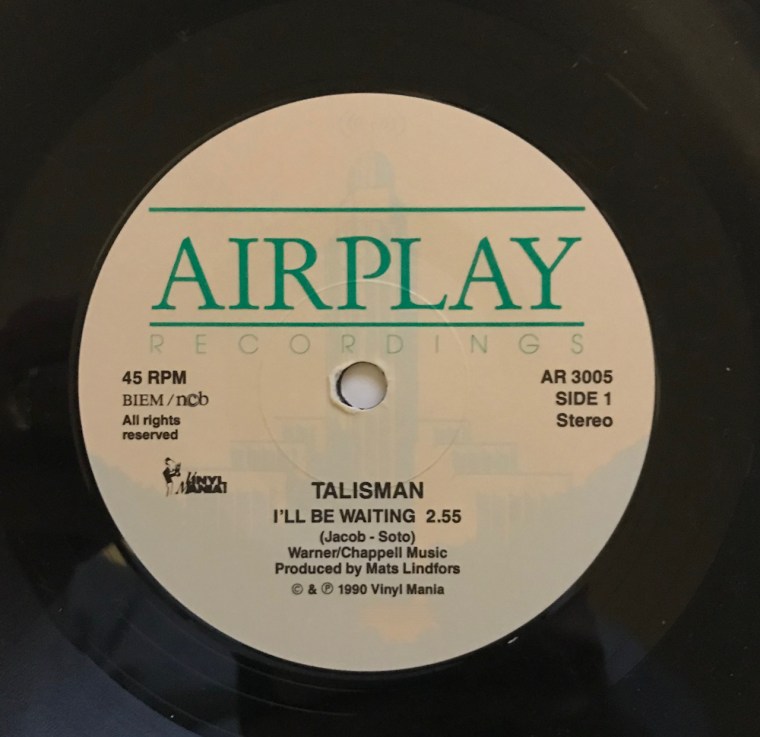 AIRPLAY
RECORDINGS
45 RPM
BIEM/ncb
All rights
reserved
AR 3005
SIDE 1
Stereo
VINYL
MANIA!
TALISMAN
I'LL BE WAITING 2.55
(Jacob - Soto)
Warner/Chappell Music
Produced by Mats Lindfors
© & ℗ 1990 Vinyl Mania